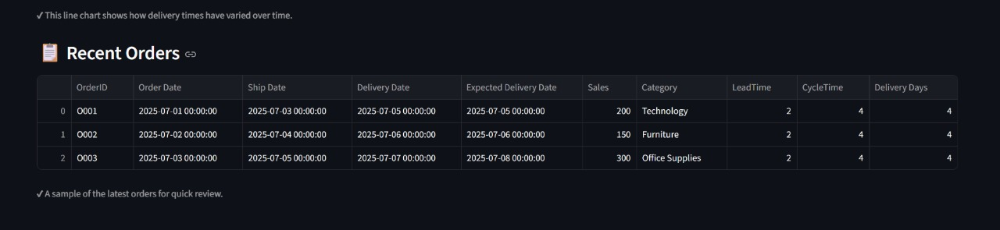 ✓ This line chart shows how delivery times have varied over time.
📋 Recent Orders
OrderID Order Date Ship Date Delivery Date Expected Delivery Date Sales Category LeadTime CycleTime Delivery Days
0 O001 2025-07-01 00:00:00 2025-07-03 00:00:00 2025-07-05 00:00:00 2025-07-05 00:00:00 200 Technology 2 4 4
1 O002 2025-07-02 00:00:00 2025-07-04 00:00:00 2025-07-06 00:00:00 2025-07-06 00:00:00 150 Furniture 2 4 4
2 O003 2025-07-03 00:00:00 2025-07-05 00:00:00 2025-07-07 00:00:00 2025-07-08 00:00:00 300 Office Supplies 2 4 4
✓ A sample of the latest orders for quick review.